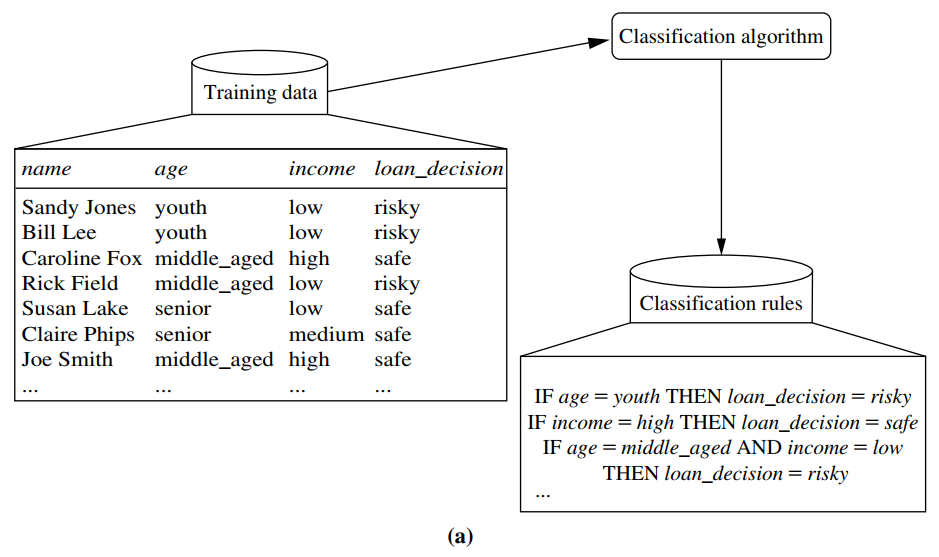 Classification algorithm
Training data
name age income loan_decision
Sandy Jones youth low risky
Bill Lee youth low risky
Caroline Fox middle_aged high safe
Rick Field middle_aged low risky
Susan Lake senior low safe
Claire Phips senior medium safe
Joe Smith middle_aged high safe
... ... ... ...
Classification rules
IF age = youth THEN loan_decision = risky
IF income = high THEN loan_decision = safe
IF age = middle_aged AND income = low
THEN loan_decision = risky
...
(a)